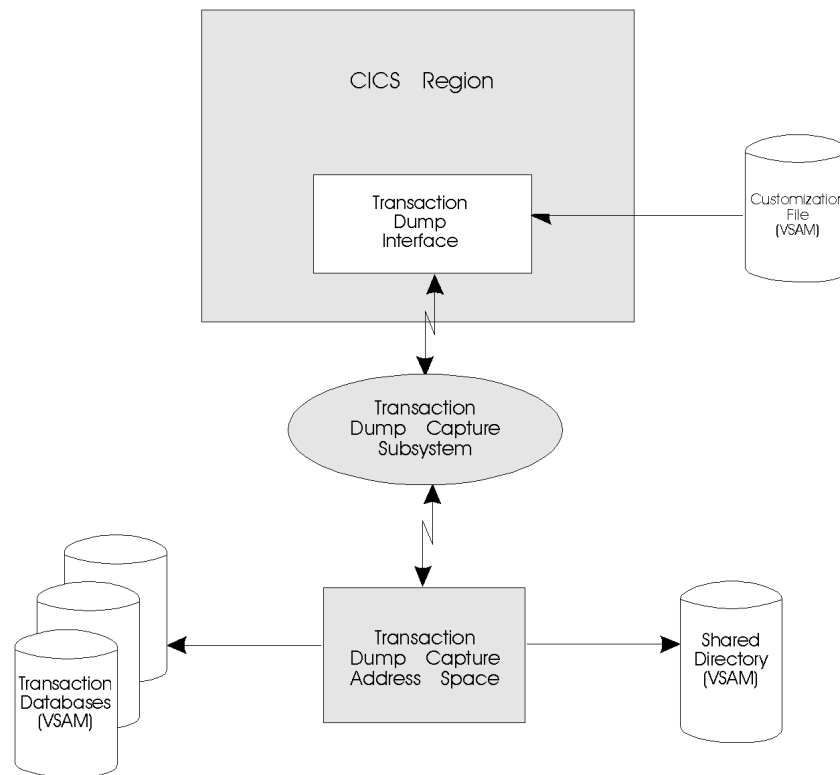 CICS Region
Transaction
Dump
Interface
Customization
File
(VSAM)
Transaction
Dump Capture
Subsystem
Transaction
Dump Capture
Address Space
Shared
Directory
(VSAM)
Transaction
Databases
(VSAM)